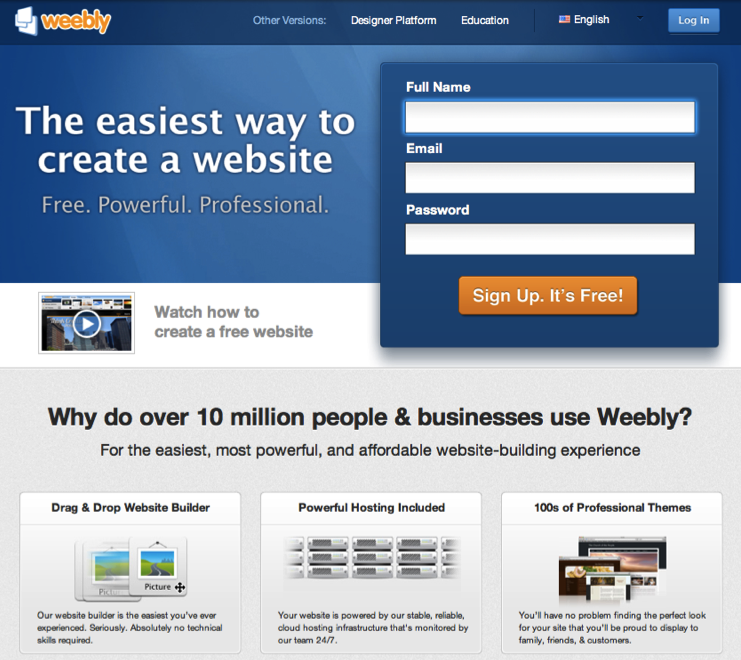 weebly
Other Versions: Designer Platform Education English Log In
The easiest way to
create a website
Free. Powerful. Professional.
Full Name
Email
Password
Sign Up. It's Free!
Watch how to
create a free website
Why do over 10 million people & businesses use Weebly?
For the easiest, most powerful, and affordable website-building experience
Drag & Drop Website Builder
Picture
Our website builder is the easiest you've ever
experienced. Seriously. Absolutely no technical
skills required.
Powerful Hosting Included
Your website is powered by our stable, reliable,
cloud hosting infrastructure that's monitored by
our team 24/7.
100s of Professional Themes
You'll have no problem finding the perfect look
for your site that you'll be proud to display to
family, friends, & customers.